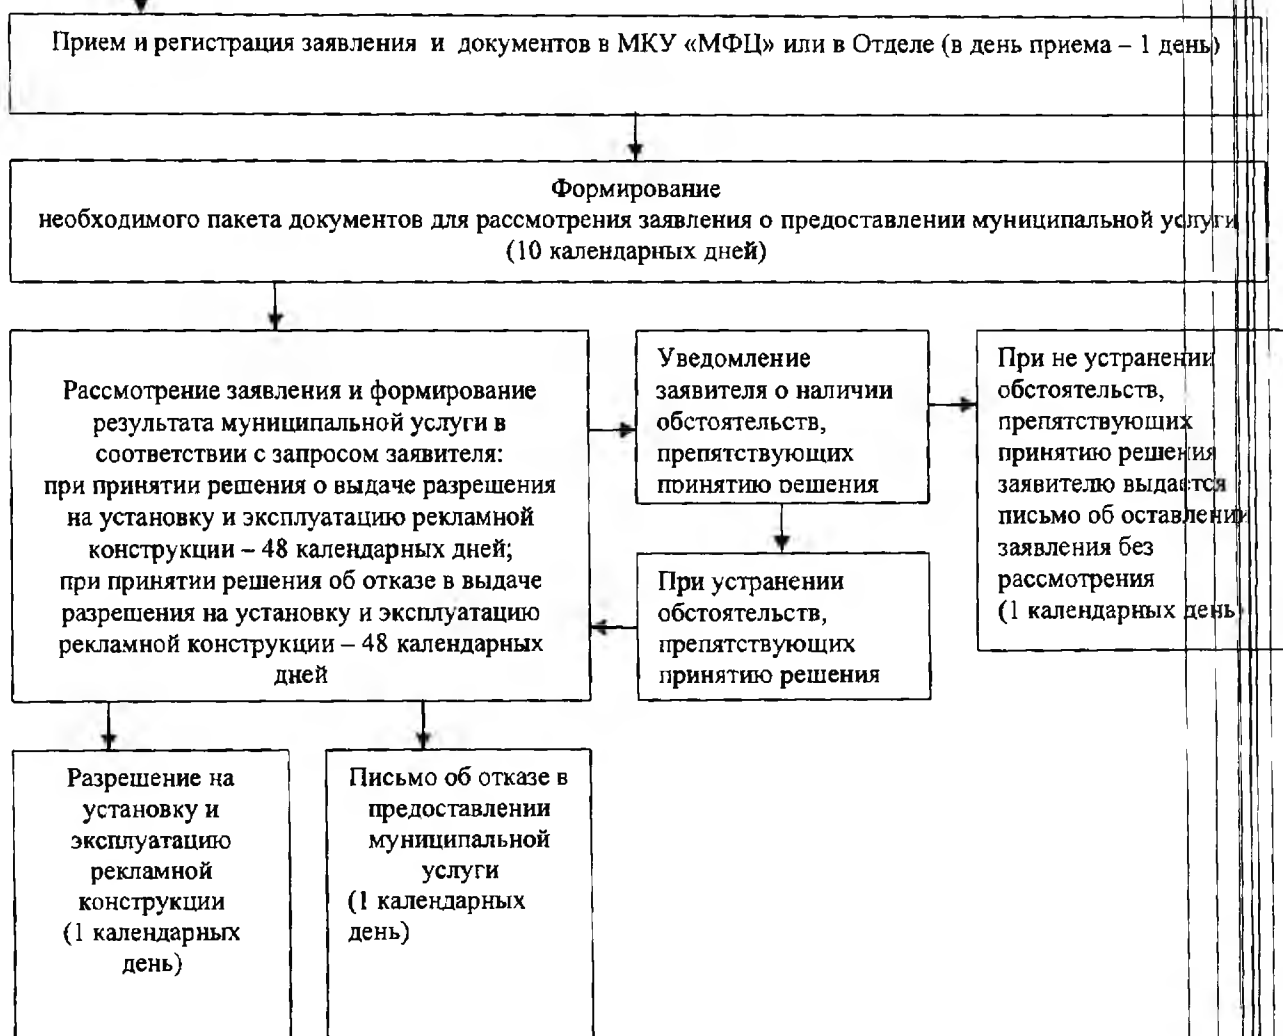 Прием и регистрация заявления и документов в МКУ «МФЦ» или в Отделе (в день приема – 1 день)
Формирование
необходимого пакета документов для рассмотрения заявления о предоставлении муниципальной услуги
(10 календарных дней)
Рассмотрение заявления и формирование
результата муниципальной услуги в
соответствии с запросом заявителя:
при принятии решения о выдаче разрешения
на установку и эксплуатацию рекламной
конструкции – 48 календарных дней;
при принятии решения об отказе в выдаче
разрешения на установку и эксплуатацию
рекламной конструкции – 48 календарных
дней
Уведомление
заявителя о наличии
обстоятельств,
препятствующих
принятию решения
При не устранении
обстоятельств,
препятствующих
принятию решения
заявителю выдается
письмо об оставлении
заявления без
рассмотрения
(1 календарных день)
При устранении
обстоятельств,
препятствующих
принятию решения
Разрешение на
установку и
эксплуатацию
рекламной
конструкции
(1 календарных
день)
Письмо об отказе в
предоставлении
муниципальной
услуги
(1 календарных
день)